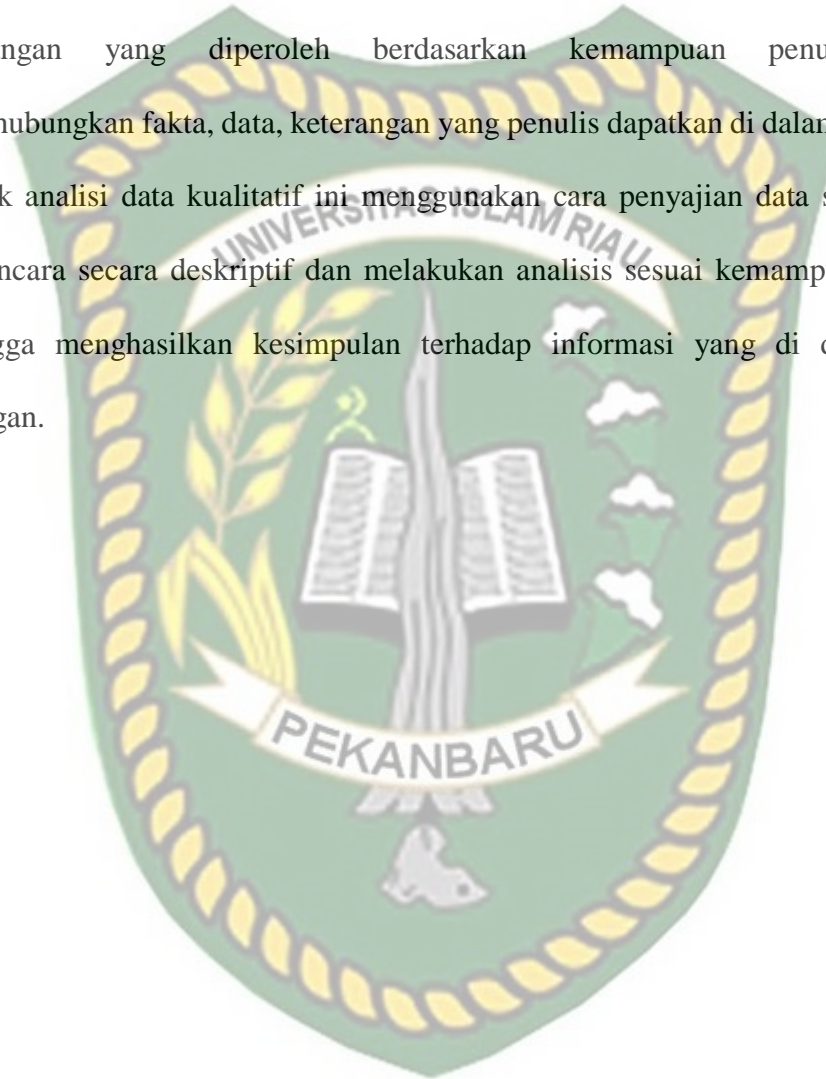 ngan yang diperoleh berdasarkan kemampuan penu
hubungkan fakta, data, keterangan yang penulis dapatkan di dalam
k analisi data kualitatif ini menggunakan cara penyajian data s
UNIVERSITAS ISLAM RIAU
ncara secara deskriptif dan melakukan analisis sesuai kemamp
gga menghasilkan kesimpulan terhadap informasi yang di
gan.
PEKANBARU